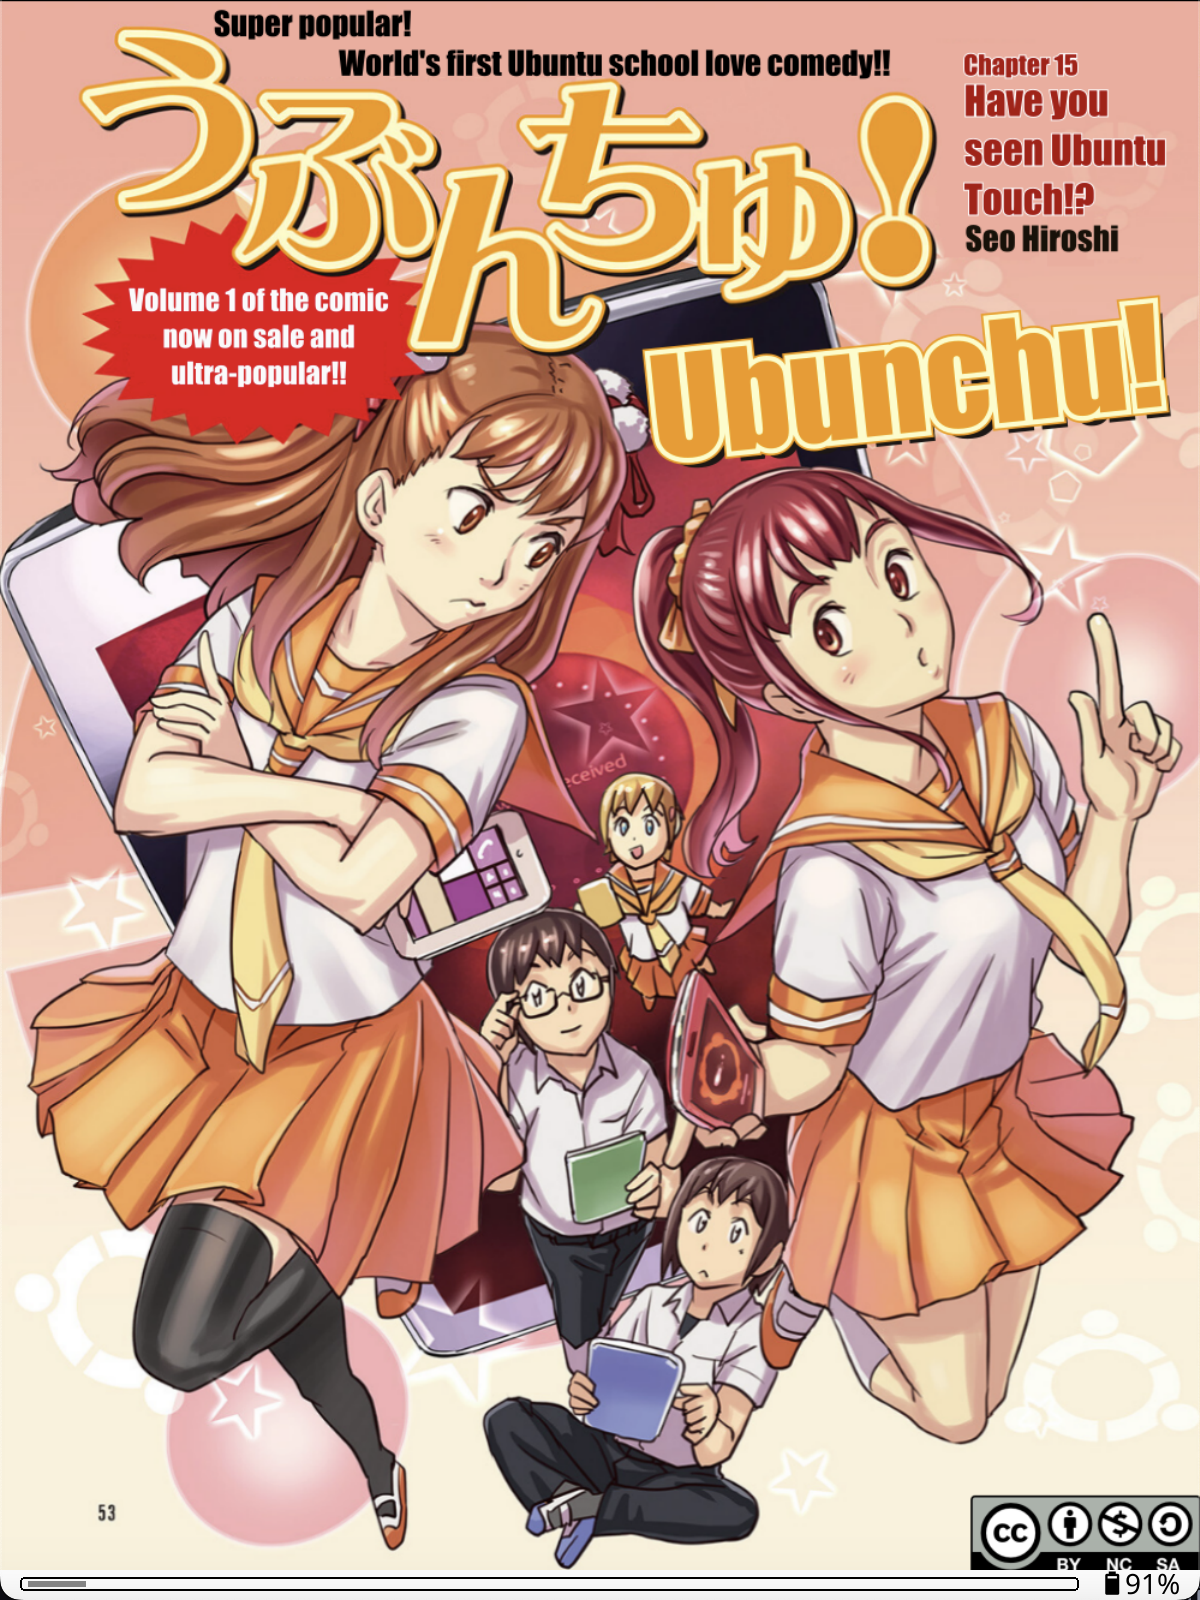 Super popular!
World's first Ubuntu school love comedy!!
うぶんちゅ!
Chapter 15
Have you
seen Ubuntu
Touch!?
Seo Hiroshi
Volume 1 of the comic
now on sale and
ultra-popular!!
Ubunchu!
eceived
53
cc
BY NC SA
91%